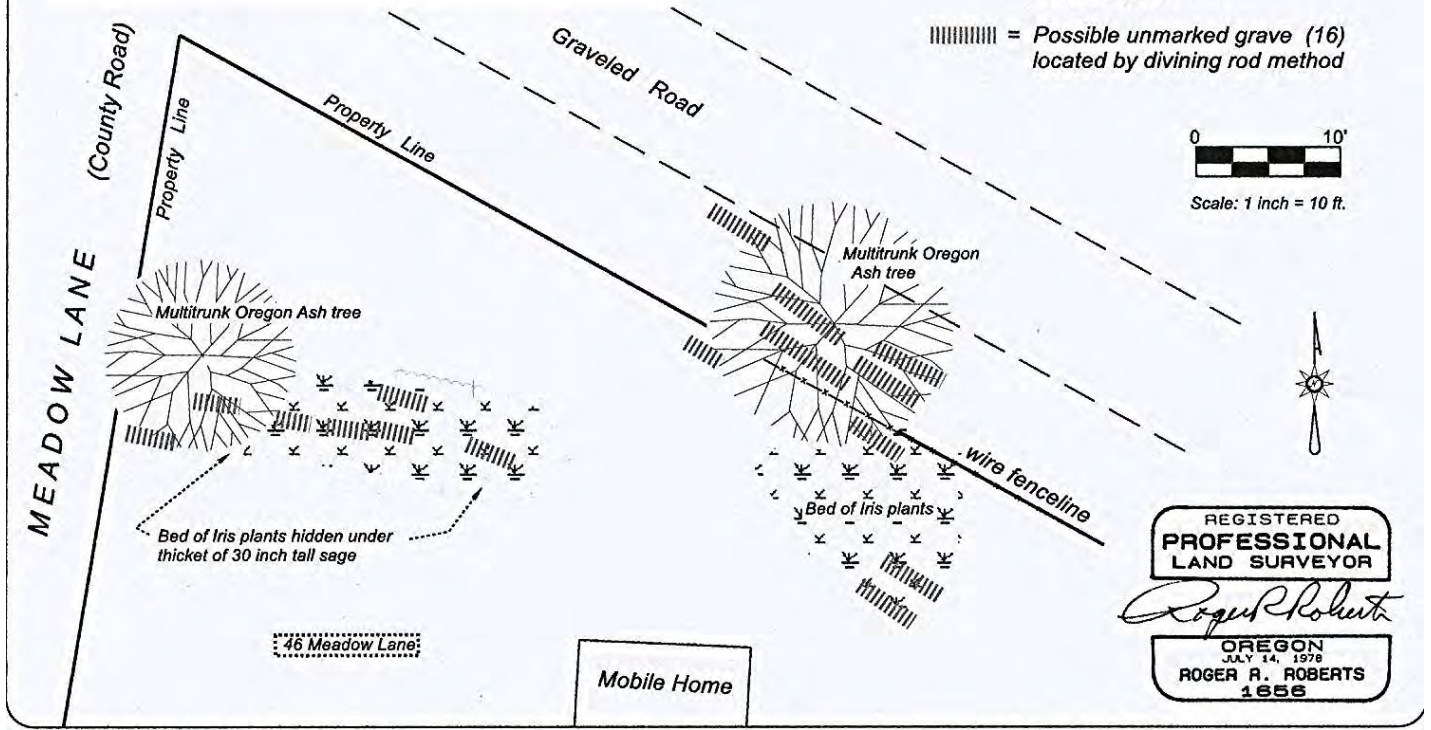 MEADOW LANE
(County Road)
Property Line
Property Line
Graveled Road
||||||||||| = Possible unmarked grave (16)
located by divining rod method
0 10'
Scale: 1 inch = 10 ft.
N
Multitrunk Oregon
Ash tree
Multitrunk Oregon Ash tree
wire fenceline
Bed of Iris plants
Bed of Iris plants hidden under
thicket of 30 inch tall sage
46 Meadow Lane
Mobile Home
REGISTERED
PROFESSIONAL
LAND SURVEYOR
Roger R Roberts
OREGON
JULY 14, 1978
ROGER R. ROBERTS
1656